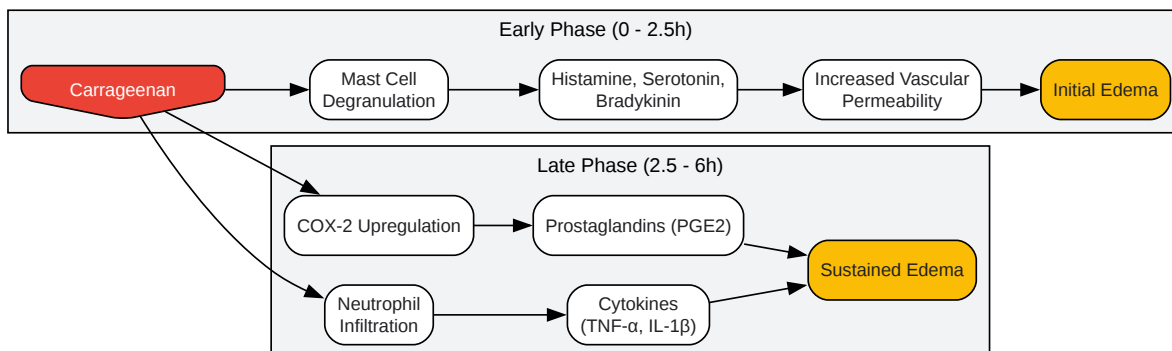 Early Phase (0 - 2.5h)
Carrageenan
Mast Cell
Degranulation
Histamine, Serotonin,
Bradykinin
Increased Vascular
Permeability
Initial Edema
Late Phase (2.5 - 6h)
COX-2 Upregulation
Prostaglandins (PGE2)
Sustained Edema
Neutrophil
Infiltration
Cytokines
(TNF-α, IL-1β)